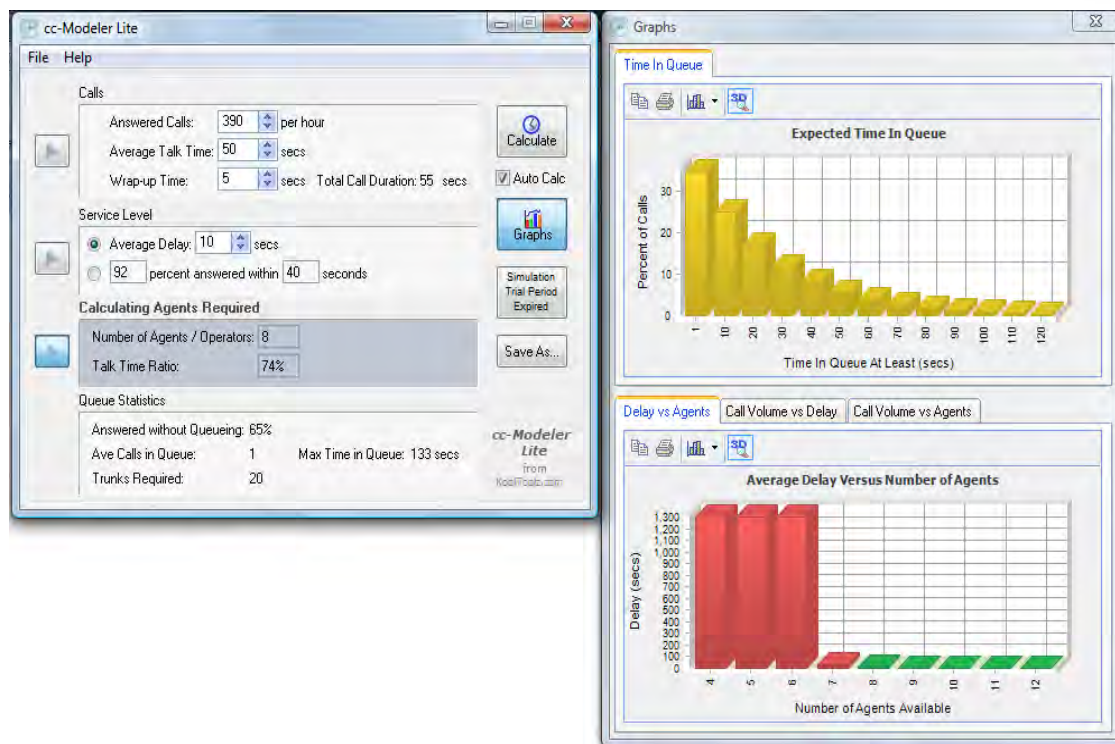 cc-Modeler Lite
File Help
Calls
Answered Calls: 390 per hour
Average Talk Time: 50 secs
Wrap-up Time: 5 secs Total Call Duration: 55 secs
Service Level
Average Delay: 10 secs
92 percent answered within 40 seconds
Calculating Agents Required
Number of Agents / Operators: 8
Talk Time Ratio: 74%
Queue Statistics
Answered without Queueing: 65%
Ave Calls in Queue: 1 Max Time in Queue: 133 secs
Trunks Required: 20
Calculate
Auto Calc
Graphs
Simulation
Trial Period
Expired
Save As...
cc-Modeler
Lite
from
KoolToolz.com
Graphs
Time In Queue
3D
Expected Time In Queue
Percent of Calls
30
20
10
0
1 10 20 30 40 50 60 70 80 90 100 110 120
Time In Queue At Least (secs)
Delay vs Agents Call Volume vs Delay Call Volume vs Agents
3D
Average Delay Versus Number of Agents
Delay (secs)
1,300
1,200
1,100
1,000
900
800
700
600
500
400
300
200
100
0
4 5 6 7 8 9 10 11 12
Number of Agents Available